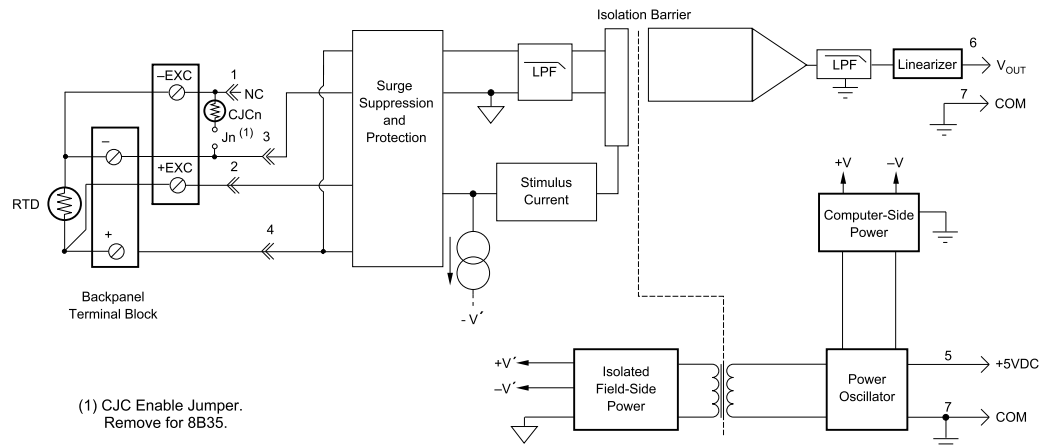 Isolation Barrier
–EXC
1
NC
CJCn
Jn (1)
3
–
+EXC
2
RTD
+
4
Backpanel
Terminal Block
Surge
Suppression
and
Protection
LPF
Stimulus
Current
- V´
LPF
Linearizer
6
VOUT
7
COM
+V
–V
Computer-Side
Power
+V´
–V´
Isolated
Field-Side
Power
Power
Oscillator
5
+5VDC
7
COM
(1) CJC Enable Jumper.
Remove for 8B35.